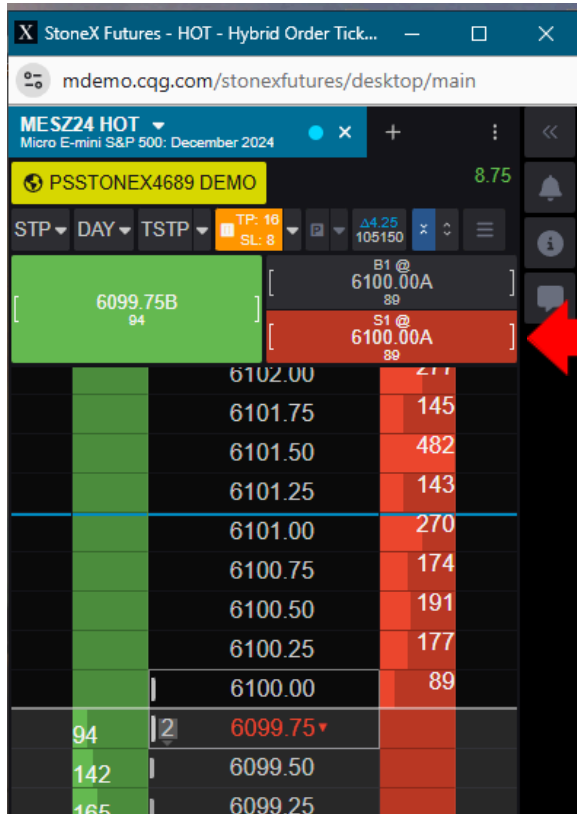 X StoneX Futures - HOT - Hybrid Order Tick...
mdemo.cqg.com/stonexfutures/desktop/main
MESZ24 HOT
Micro E-mini S&P 500: December 2024
PSSTONEX4689 DEMO
8.75
STP DAY TSTP TP: 16 SL: 8 P Δ4.25 105150
6099.75B
94
B1 @
6100.00A
89
S1 @
6100.00A
89
6102.00 277
6101.75 145
6101.50 482
6101.25 143
6101.00 270
6100.75 174
6100.50 191
6100.25 177
6100.00 89
94 2 6099.75
142 6099.50
165 6099.25